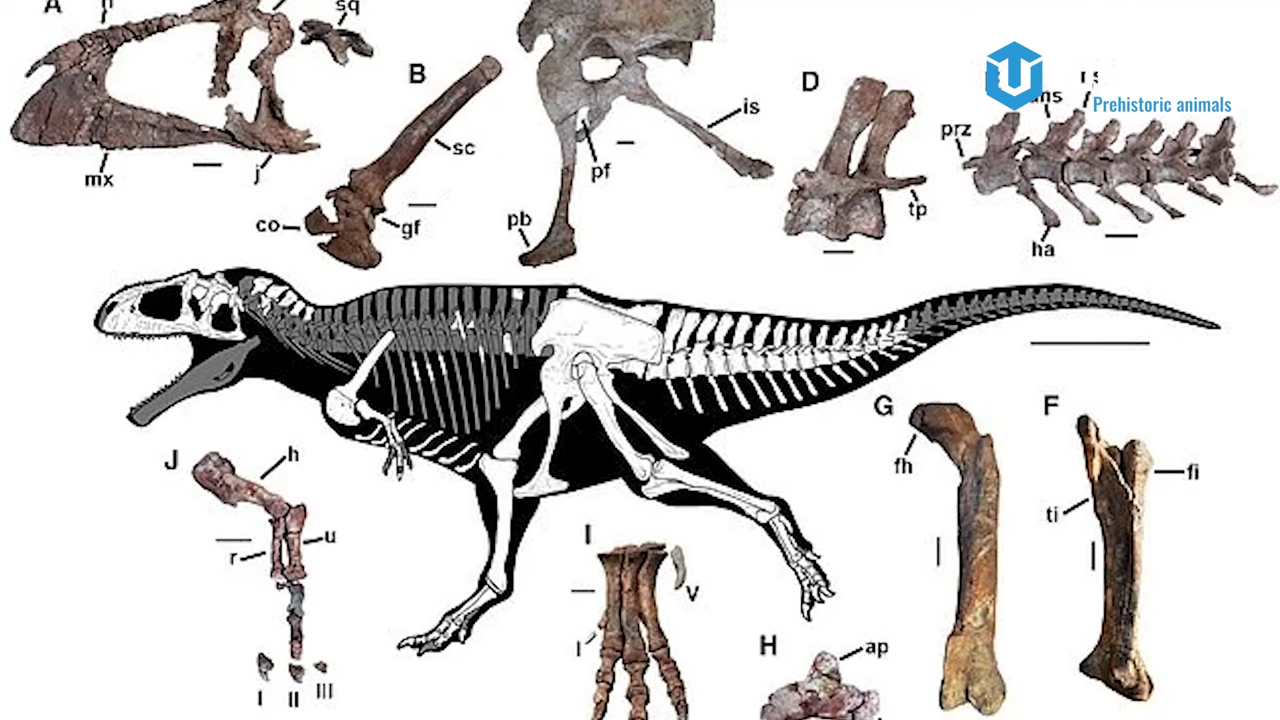 A
sq
B
D
is
prz
Prehistoric animals
sc
mx
j
pf
co
gf
pb
tp
ha
G
F
J
h
fh
fi
ti
r
u
I
V
I
H
ap
I
II
III